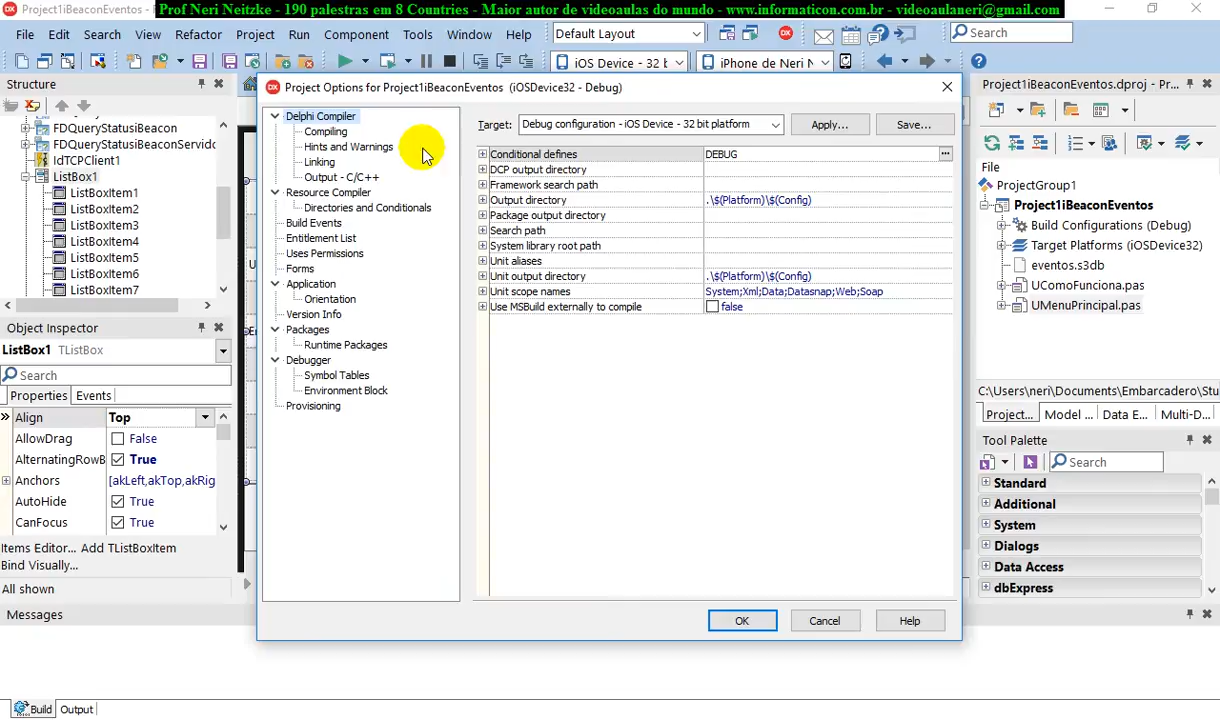 Project1iBeaconEventos -
Prof Neri Neitzke - 190 palestras em 8 Countries - Maior autor de videoaulas do mundo - www.informaticon.com.br - videoaulaneri@gmail.com
File Edit Search View Refactor Project Run Component Tools Window Help
Default Layout
Search
iOS Device - 32 b
iPhone de Neri N
Structure
FDQueryStatusiBeacon
FDQueryStatusiBeaconServidor
IdTCPClient1
ListBox1
ListBoxItem1
ListBoxItem2
ListBoxItem3
ListBoxItem4
ListBoxItem5
ListBoxItem6
ListBoxItem7
Object Inspector
ListBox1 TListBox
Search
Properties Events
Align Top
AllowDrag False
AlternatingRowB True
Anchors [akLeft,akTop,akRig
AutoHide True
CanFocus True
Items Editor... Add TListBoxItem
Bind Visually...
All shown
Messages
Build Output
Project Options for Project1iBeaconEventos (iOSDevice32 - Debug)
Delphi Compiler
Compiling
Hints and Warnings
Linking
Output - C/C++
Resource Compiler
Directories and Conditionals
Build Events
Entitlement List
Uses Permissions
Forms
Application
Orientation
Version Info
Packages
Runtime Packages
Debugger
Symbol Tables
Environment Block
Provisioning
Target: Debug configuration - iOS Device - 32 bit platform Apply... Save...
Conditional defines DEBUG
DCP output directory
Framework search path
Output directory .\$(Platform)\$(Config)
Package output directory
Search path
System library root path
Unit aliases
Unit output directory .\$(Platform)\$(Config)
Unit scope names System;Xml;Data;Datasnap;Web;Soap
Use MSBuild externally to compile false
OK Cancel Help
Project1iBeaconEventos.dproj - Pr...
File
ProjectGroup1
Project1iBeaconEventos
Build Configurations (Debug)
Target Platforms (iOSDevice32)
eventos.s3db
UComoFunciona.pas
UMenuPrincipal.pas
C:\Users\neri\Documents\Embarcadero\Stu
Project... Model ... Data E... Multi-D...
Tool Palette
Search
Standard
Additional
System
Dialogs
Data Access
dbExpress